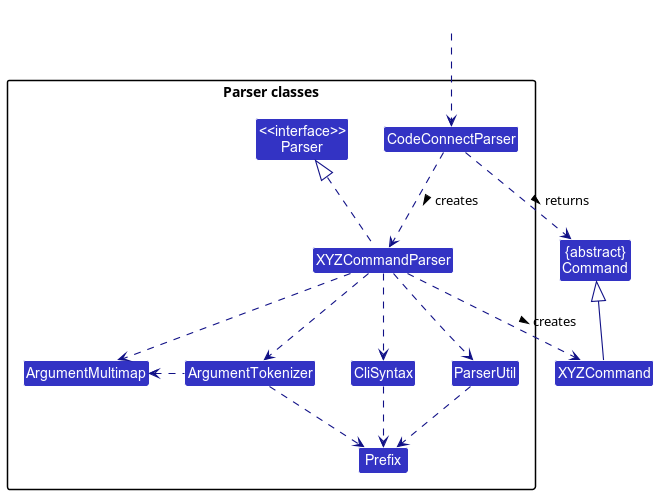 Parser classes
<<interface>>
Parser
CodeConnectParser
creates
returns
XYZCommandParser
{abstract}
Command
creates
ArgumentMultimap
ArgumentTokenizer
CliSyntax
ParserUtil
XYZCommand
Prefix